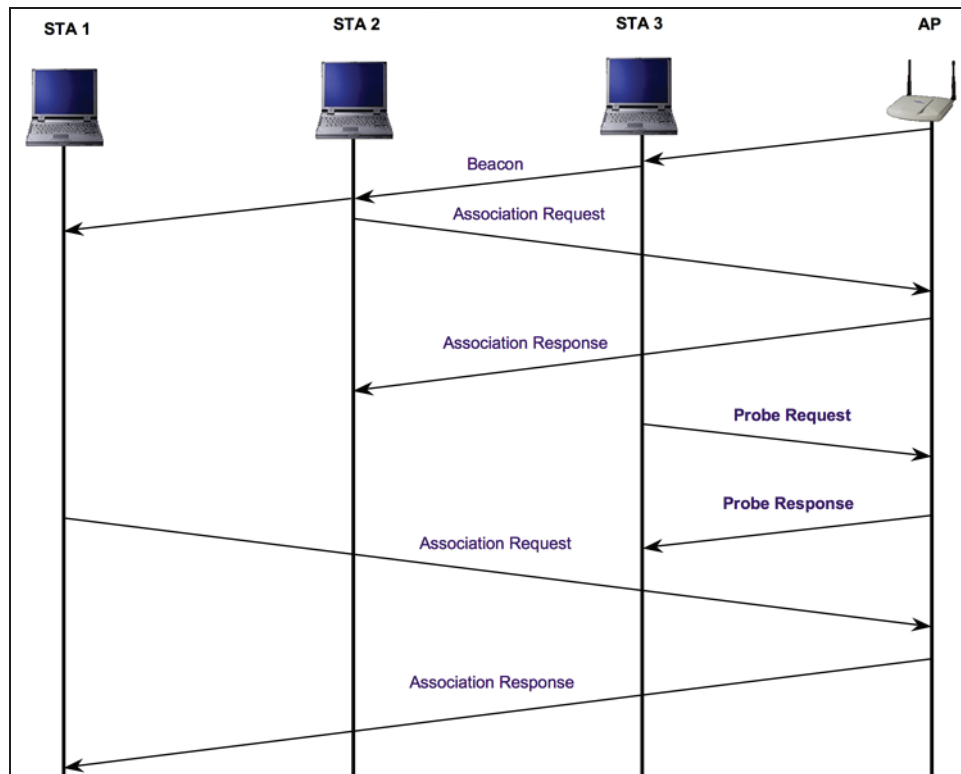 STA 1
STA 2
STA 3
AP
Beacon
Association Request
Association Response
Probe Request
Probe Response
Association Request
Association Response